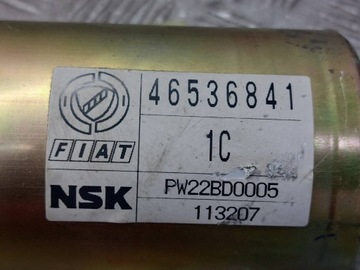 46536841
FIAT
1C
NSK
PW22BD0005
113207